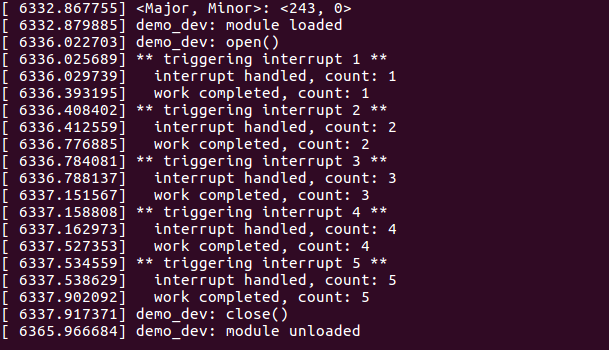 [ 6332.867755] <Major, Minor>: <243, 0>
[ 6332.879885] demo_dev: module loaded
[ 6336.022703] demo_dev: open()
[ 6336.025689] ** triggering interrupt 1 **
[ 6336.029739]   interrupt handled, count: 1
[ 6336.393195]   work completed, count: 1
[ 6336.408402] ** triggering interrupt 2 **
[ 6336.412559]   interrupt handled, count: 2
[ 6336.776885]   work completed, count: 2
[ 6336.784081] ** triggering interrupt 3 **
[ 6336.788137]   interrupt handled, count: 3
[ 6337.151567]   work completed, count: 3
[ 6337.158808] ** triggering interrupt 4 **
[ 6337.162973]   interrupt handled, count: 4
[ 6337.527353]   work completed, count: 4
[ 6337.534559] ** triggering interrupt 5 **
[ 6337.538629]   interrupt handled, count: 5
[ 6337.902092]   work completed, count: 5
[ 6337.917371] demo_dev: close()
[ 6365.966684] demo_dev: module unloaded